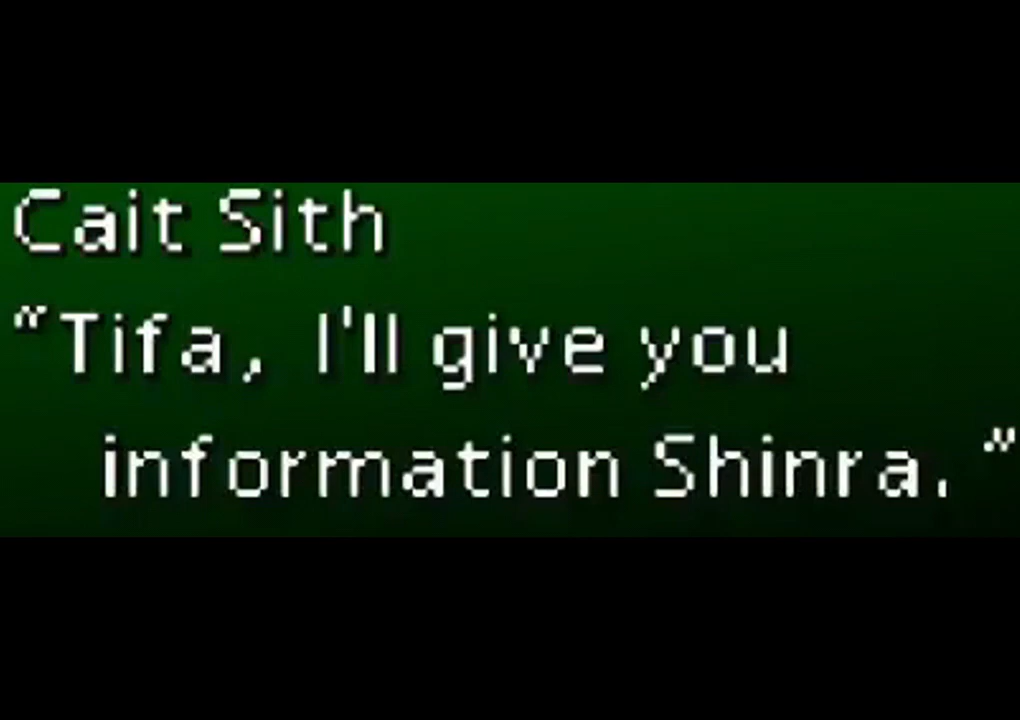 Cait Sith
“Tifa, I'll give you
information Shinra.”